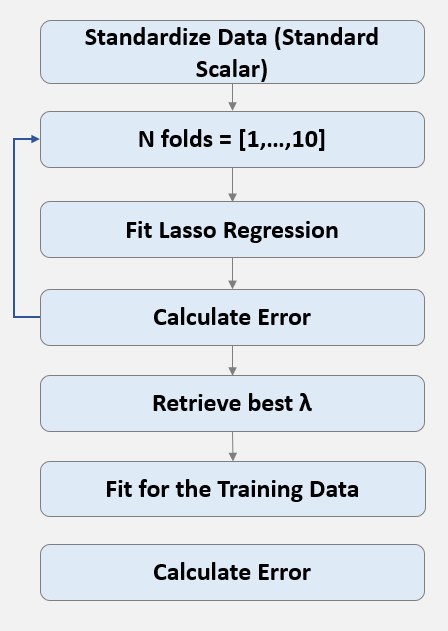 Standardize Data (Standard
Scalar)
N folds = [1,...,10]
Fit Lasso Regression
Calculate Error
Retrieve best λ
Fit for the Training Data
Calculate Error